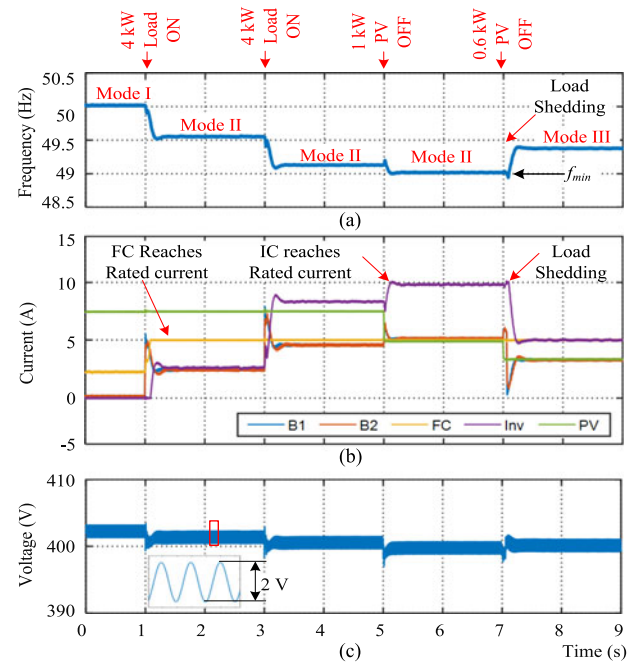 4 kW
Load
ON
4 kW
Load
ON
1 kW
PV
OFF
0.6 kW
PV
OFF
Frequency (Hz)
50.5
50
49.5
49
48.5
Mode I
Mode II
Mode II
Mode II
Load
Shedding
Mode III
fmin
(a)
Current (A)
15
10
5
0
-5
FC Reaches
Rated current
IC reaches
Rated current
Load
Shedding
B1 B2 FC Inv PV
(b)
Voltage (V)
410
400
390
2 V
0 1 2 3 4 5 6 7 8 9
(c)
Time (s)